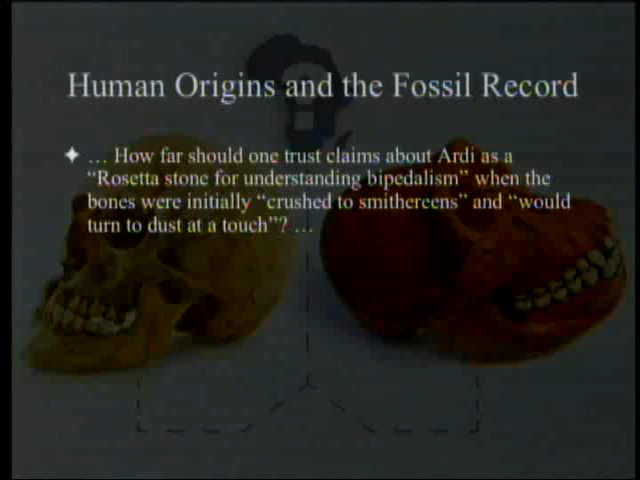 Human Origins and the Fossil Record
… How far should one trust claims about Ardi as a
“Rosetta stone for understanding bipedalism” when the
bones were initially “crushed to smithereens” and “would
turn to dust at a touch”? …